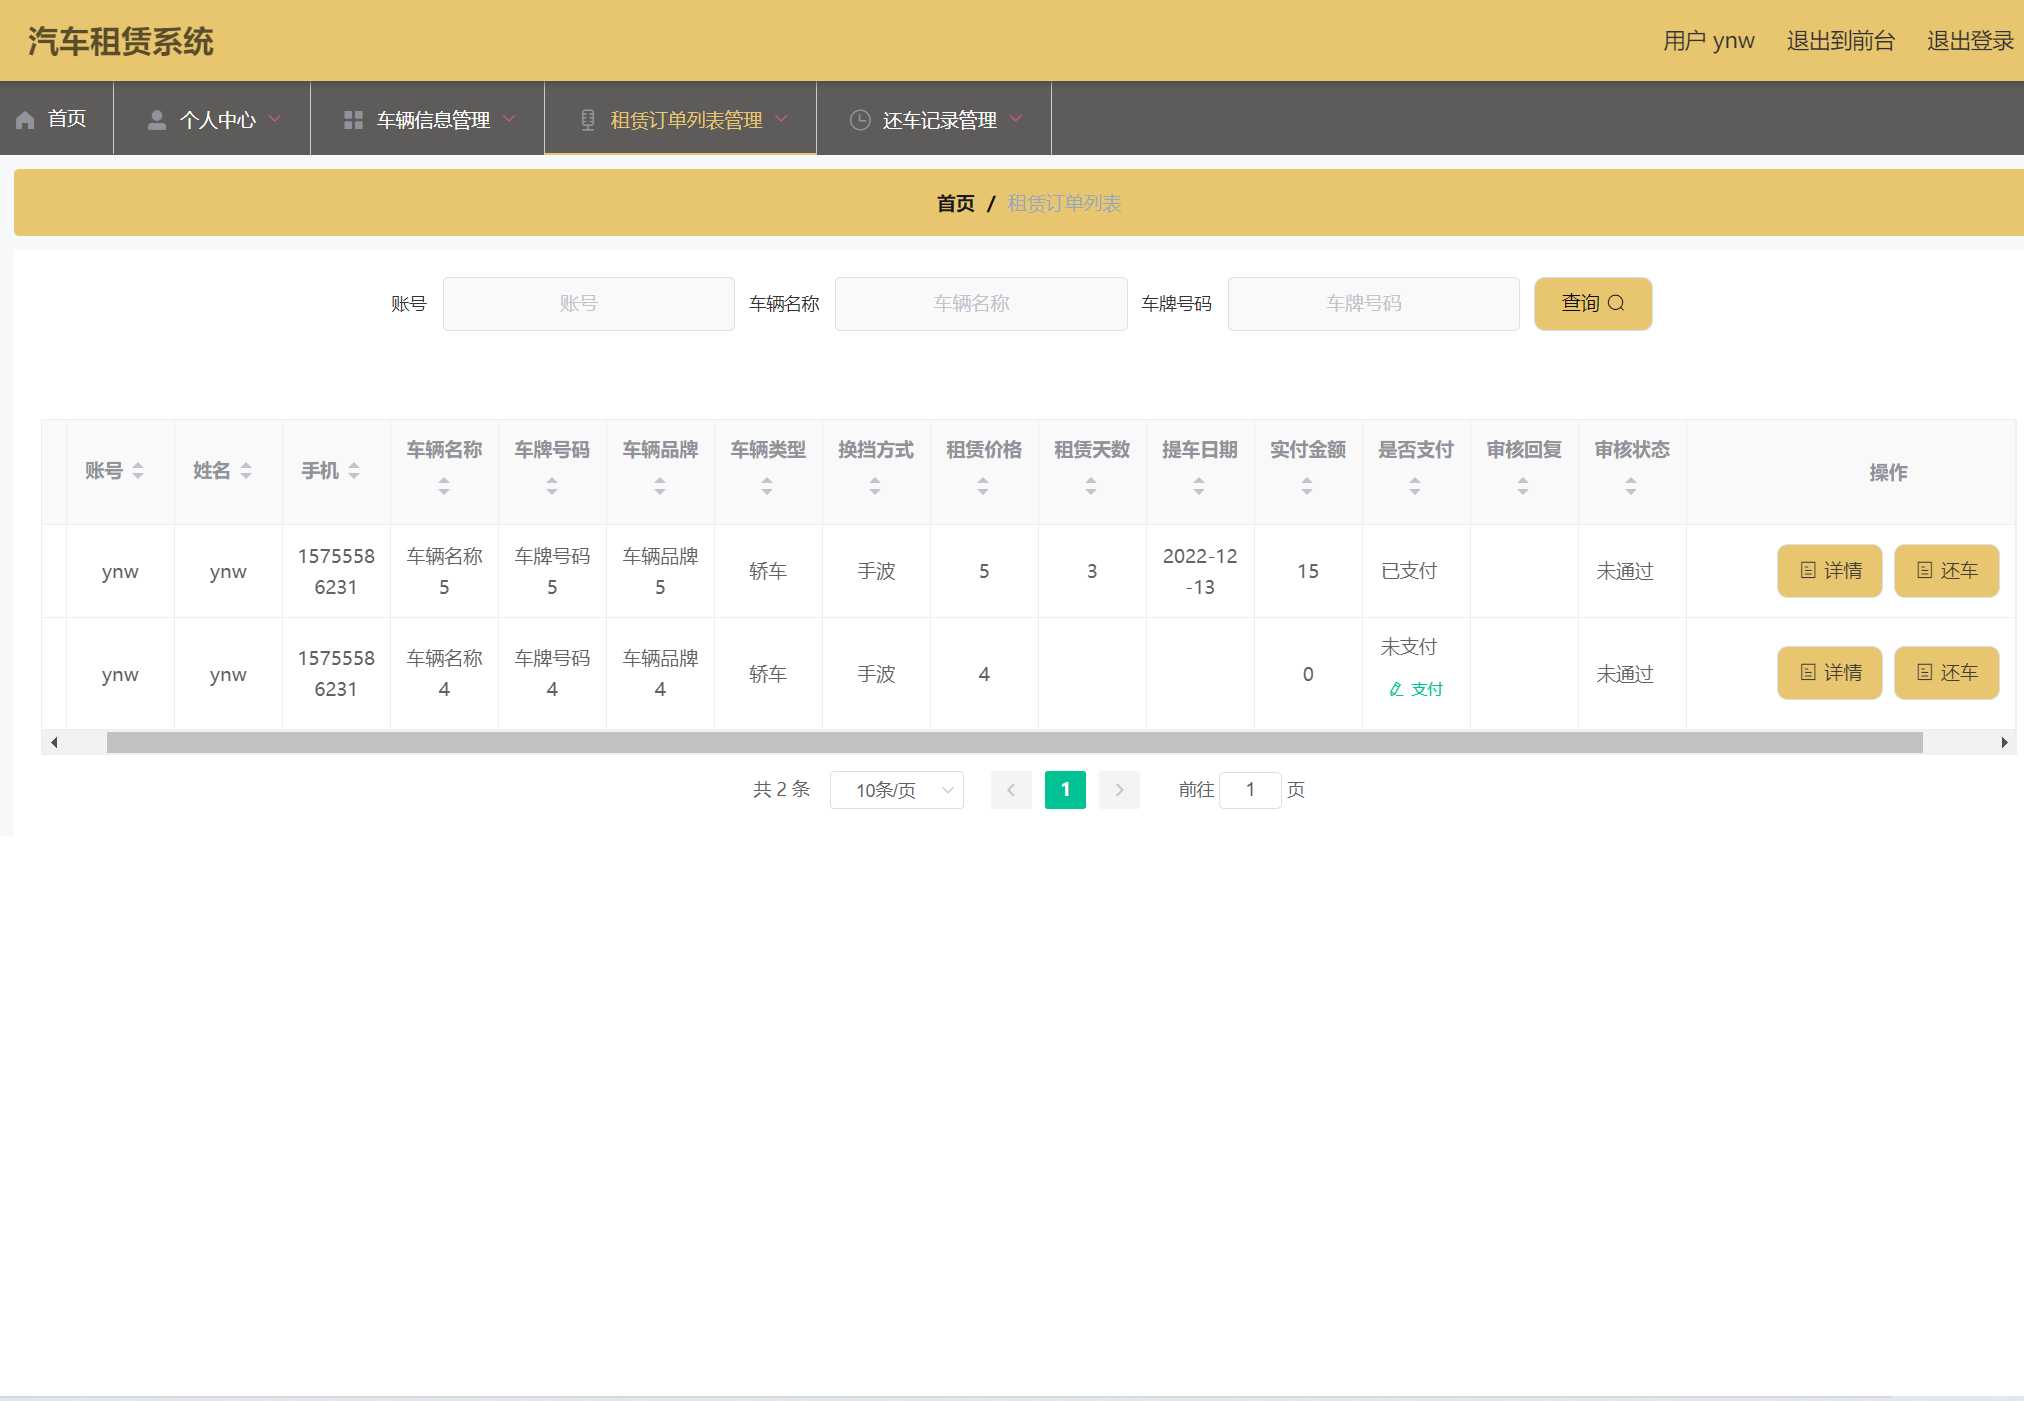 汽车租赁系统
用户 ynw 退出到前台 退出登录
首页 个人中心 车辆信息管理 租赁订单列表管理 还车记录管理
首页 / 租赁订单列表
账号 账号 车辆名称 车辆名称 车牌号码 车牌号码 查询
账号 姓名 手机 车辆名称 车牌号码 车辆品牌 车辆类型 换挡方式 租赁价格 租赁天数 提车日期 实付金额 是否支付 审核回复 审核状态 操作
ynw ynw 1575558 车辆名称 车牌号码 车辆品牌 轿车 手波 5 3 2022-12 15 已支付 未通过 详情 还车
6231 5 5 5 -13
ynw ynw 1575558 车辆名称 车牌号码 车辆品牌 轿车 手波 4 0 未支付 未通过 详情 还车
6231 4 4 4 支付
共 2 条 10条/页 1 前往 1 页